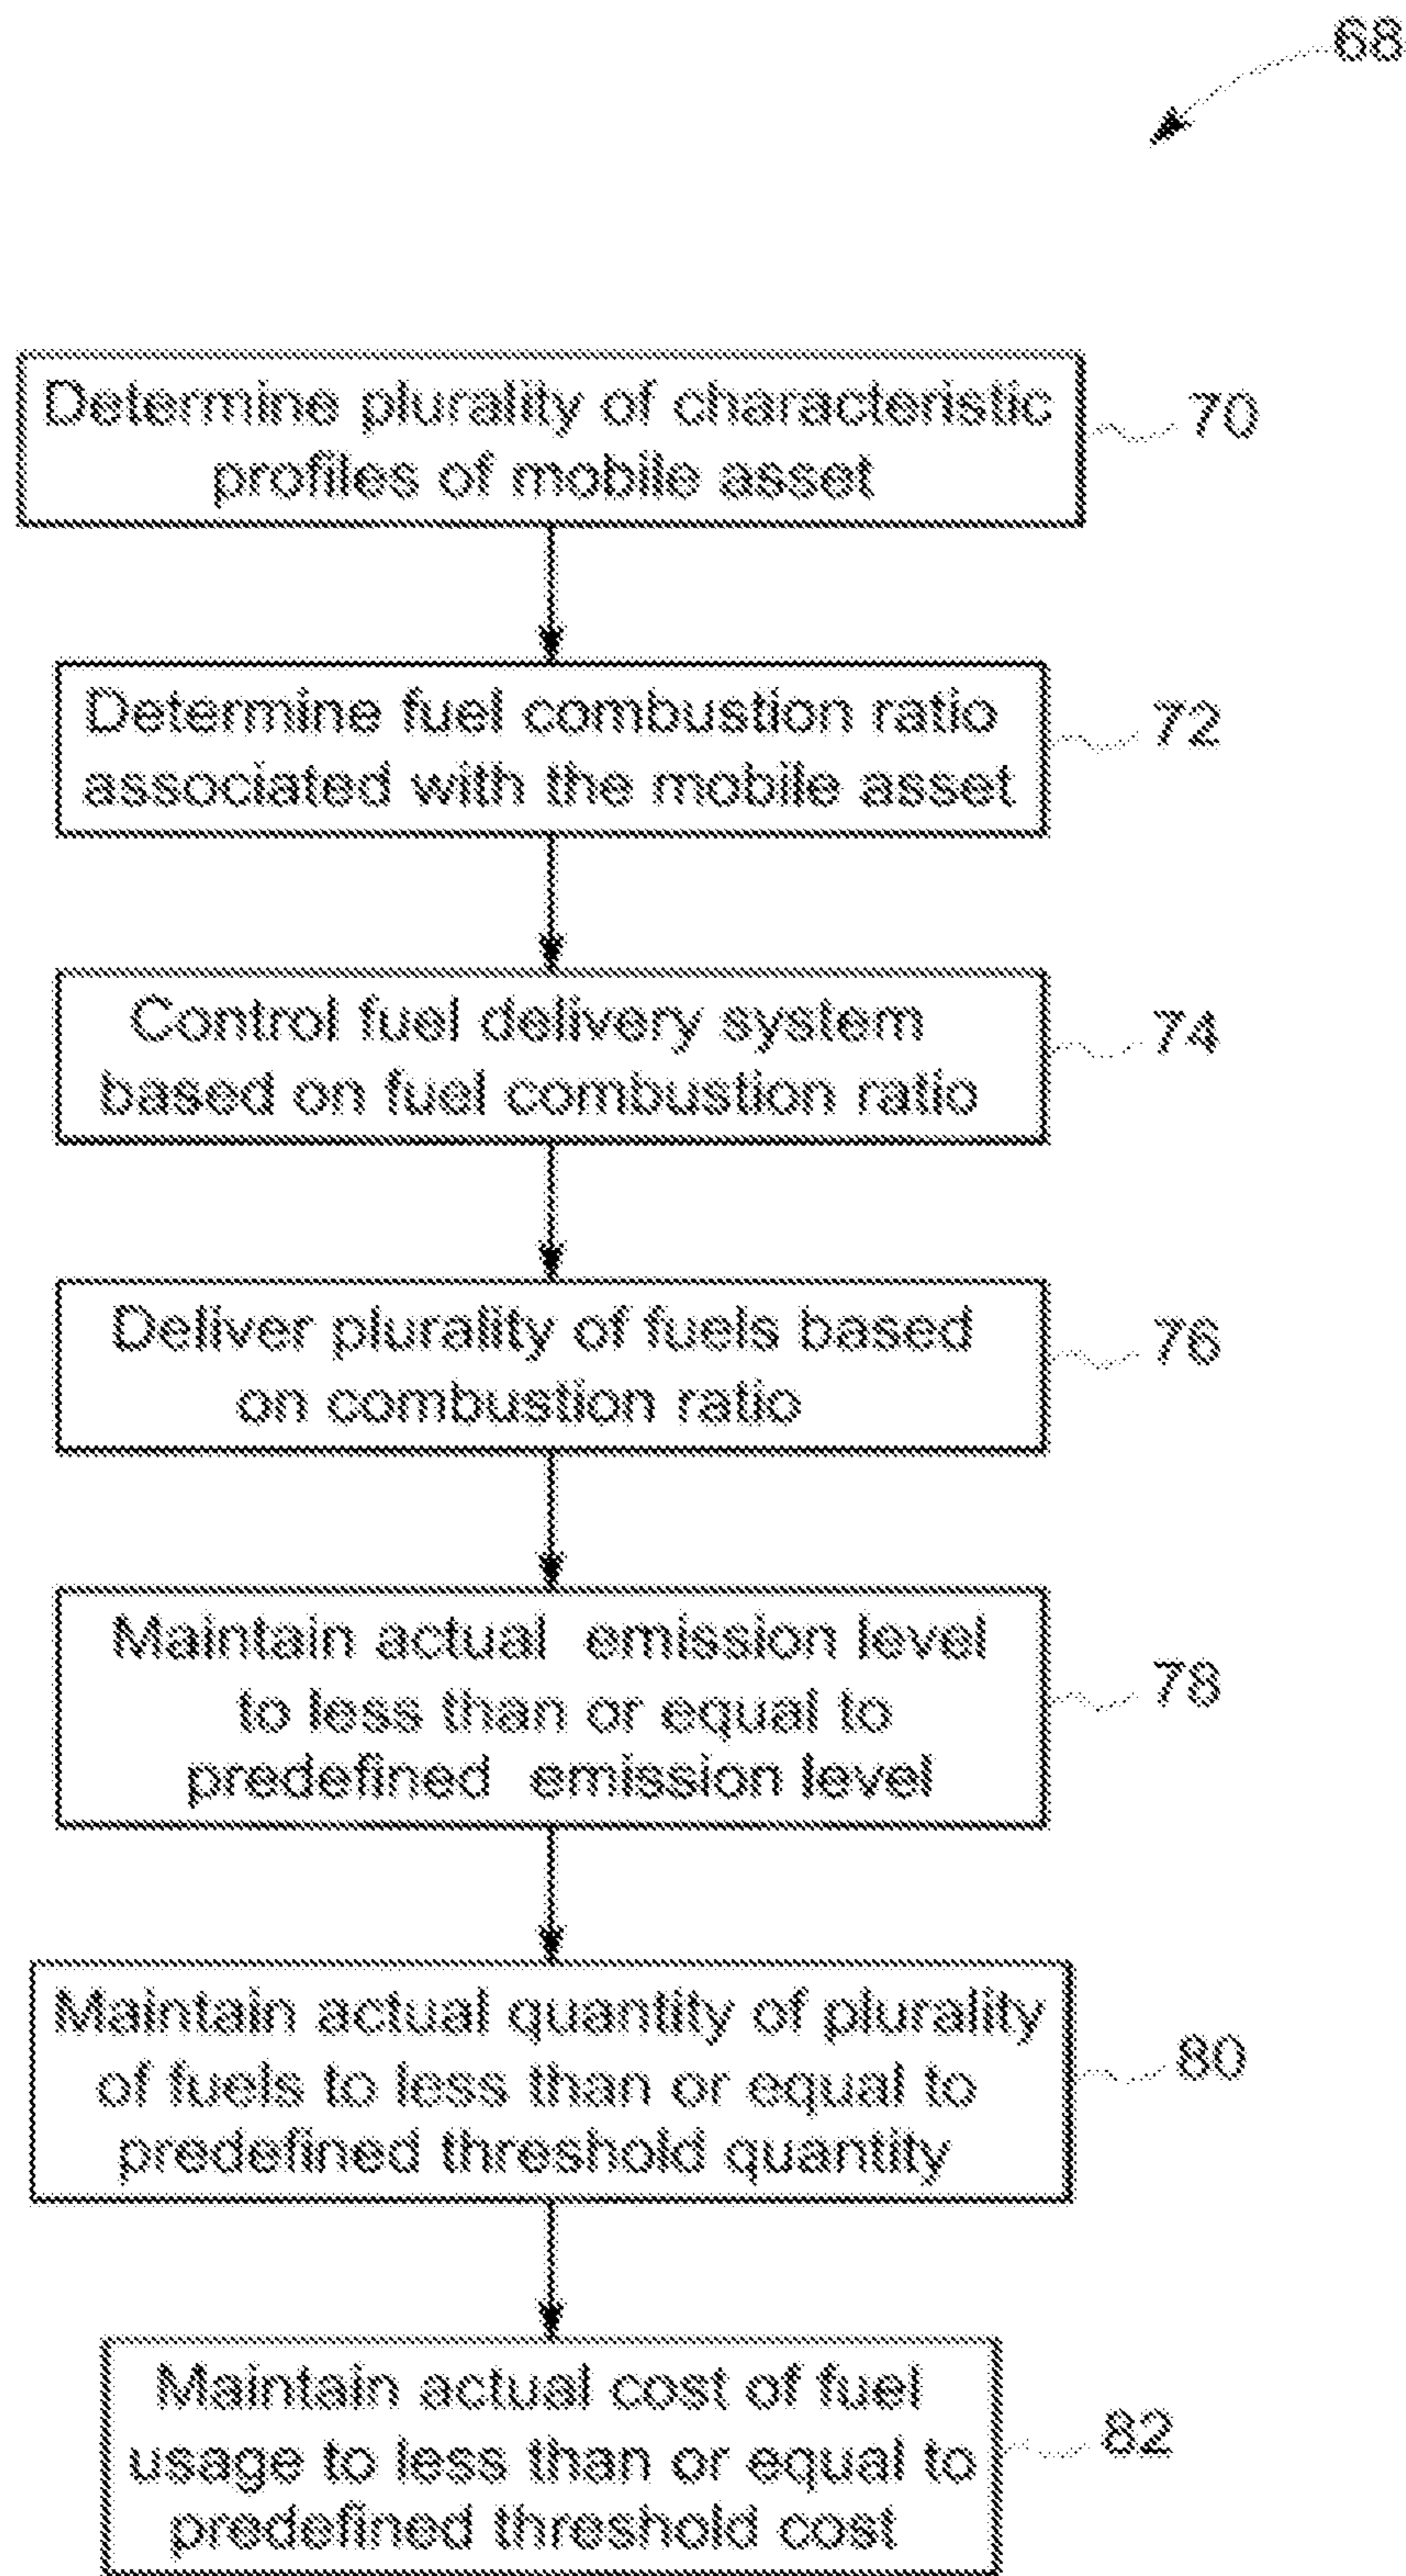 68
Determine plurality of characteristic
profiles of mobile asset
70
Determine fuel combustion ratio
associated with the mobile asset
72
Control fuel delivery system
based on fuel combustion ratio
74
Deliver plurality of fuels based
on combustion ratio
76
Maintain actual emission level
to less than or equal to
predefined emission level
78
Maintain actual quantity of plurality
of fuels to less than or equal to
predefined threshold quantity
80
Maintain actual cost of fuel
usage to less than or equal to
predefined threshold cost
82